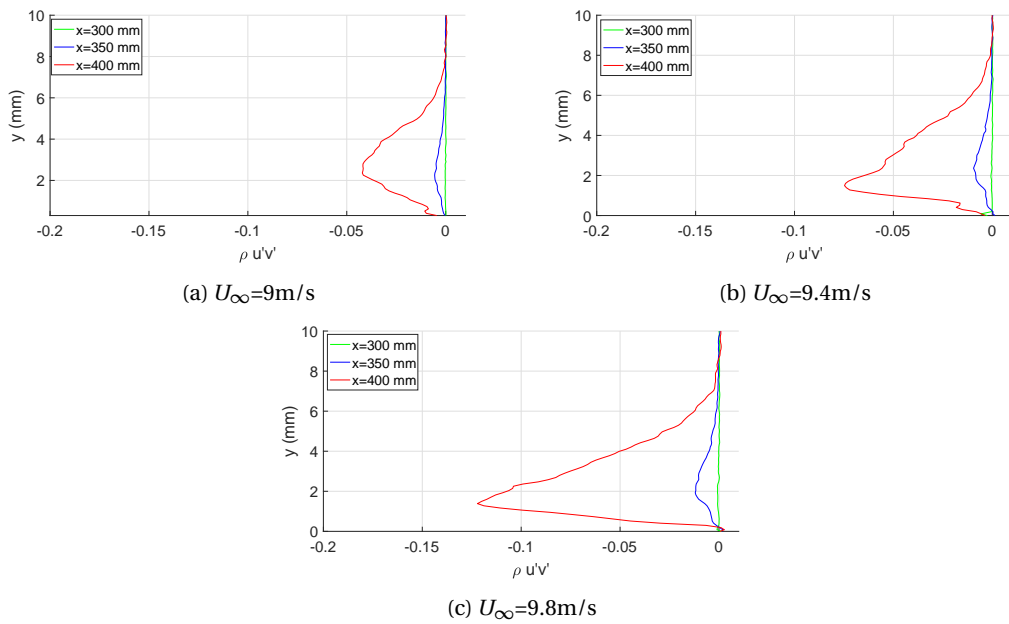 10
8
6
4
2
y (mm)
x=300 mm
x=350 mm
x=400 mm
-0.2 -0.15 -0.1 -0.05 0
ρ u'v'
(a) U∞=9m/s
10
8
6
4
2
0
y (mm)
x=300 mm
x=350 mm
x=400 mm
-0.2 -0.15 -0.1 -0.05 0
ρ u'v'
(b) U∞=9.4m/s
10
8
6
4
2
0
y (mm)
x=300 mm
x=350 mm
x=400 mm
-0.2 -0.15 -0.1 -0.05 0
ρ u'v'
(c) U∞=9.8m/s